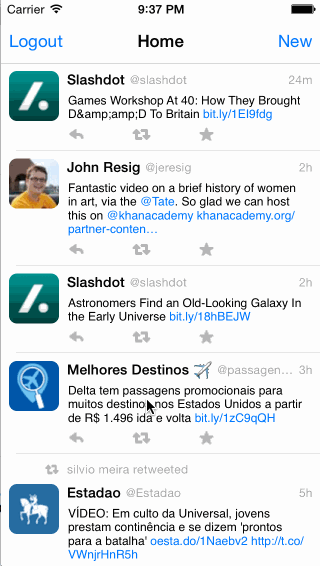 Carrier 9:37 PM
Logout Home New
Slashdot @slashdot 24m
Games Workshop At 40: How They Brought
D&amp;amp;D To Britain bit.ly/1EI9fdg
John Resig @jeresig 2h
Fantastic video on a brief history of women
in art, via the @Tate. So glad we can host
this on @khanacademy khanacademy.org/
partner-conten…
Slashdot @slashdot 2h
Astronomers Find an Old-Looking Galaxy In
the Early Universe bit.ly/18hBEJW
Melhores Destinos @passagen… 3h
Delta tem passagens promocionais para
muitos destinos nos Estados Unidos a partir
de R$ 1.496 ida e volta bit.ly/1zC9qQH
silvio meira retweeted
Estadao @Estadao 5h
VÍDEO: Em culto da Universal, jovens
prestam continência e se dizem 'prontos
para a batalha' oesta.do/1Naebv2 http://t.co/
VWnjrHnR5h